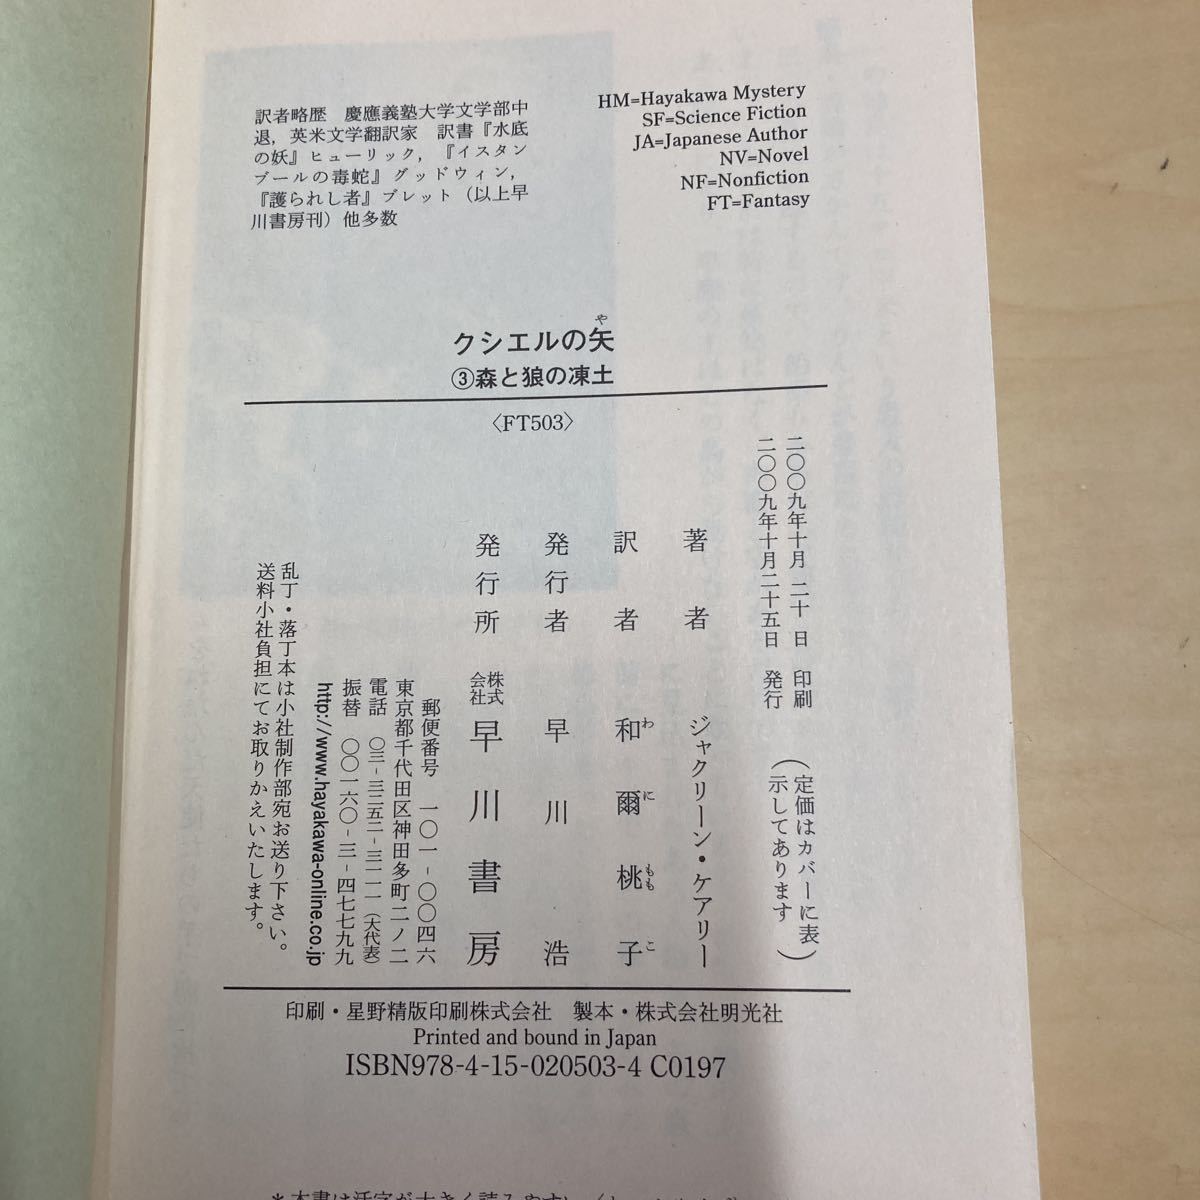 訳者略歴　慶應義塾大学文学部中
退，英米文学翻訳家　訳書『水底
の妖』ヒューリック，『イスタン
ブールの毒蛇』グッドウィン，
『護られし者』ブレット（以上早
川書房刊）他多数
HM=Hayakawa Mystery
SF=Science Fiction
JA=Japanese Author
NV=Novel
NF=Nonfiction
FT=Fantasy
クシエルの矢
③森と狼の凍土
〈FT503〉
二〇〇九年十月二十日　印刷
二〇〇九年十月二十五日　発行
（定価はカバーに表
示してあります）
著者　ジャクリーン・ケアリー
訳者　和爾桃子
発行者　早川浩
発行所　株式会社　早川書房
郵便番号　一〇一-〇〇四六
東京都千代田区神田多町二ノ二
電話　〇三-三二五二-三一一一（大代表）
振替　〇〇一六〇-三-四七七九九
http://www.hayakawa-online.co.jp
乱丁・落丁本は小社制作部宛お送り下さい。
送料小社負担にてお取りかえいたします。
印刷・星野精版印刷株式会社　製本・株式会社明光社
Printed and bound in Japan
ISBN978-4-15-020503-4 C0197